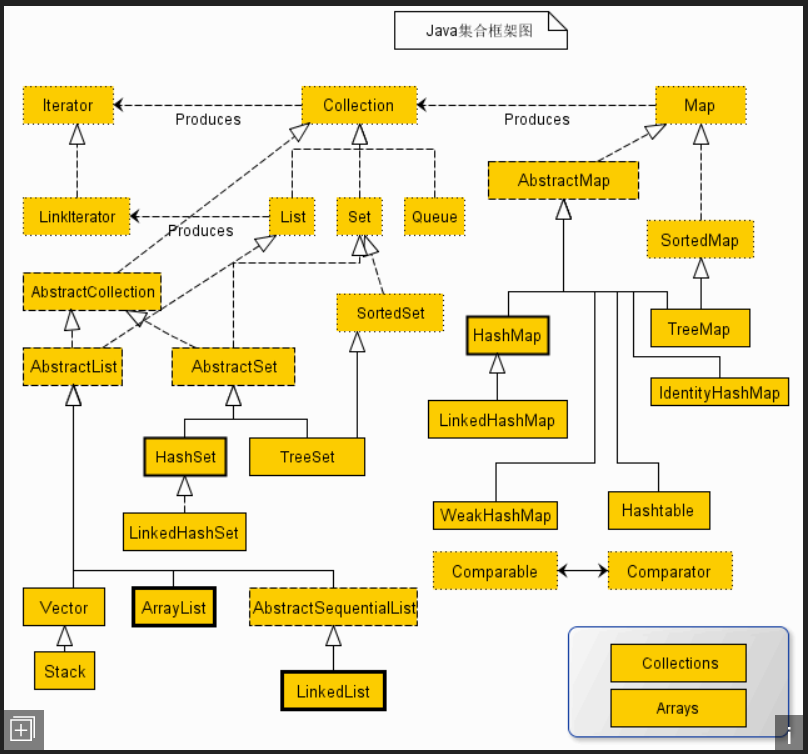 Java集合框架图
Iterator
Collection
Map
Produces
Produces
AbstractMap
LinkIterator
List
Set
Queue
Produces
SortedMap
AbstractCollection
SortedSet
HashMap
TreeMap
AbstractList
AbstractSet
IdentityHashMap
LinkedHashMap
HashSet
TreeSet
WeakHashMap
Hashtable
LinkedHashSet
Comparable
Comparator
Vector
ArrayList
AbstractSequentialList
Stack
LinkedList
Collections
Arrays
i